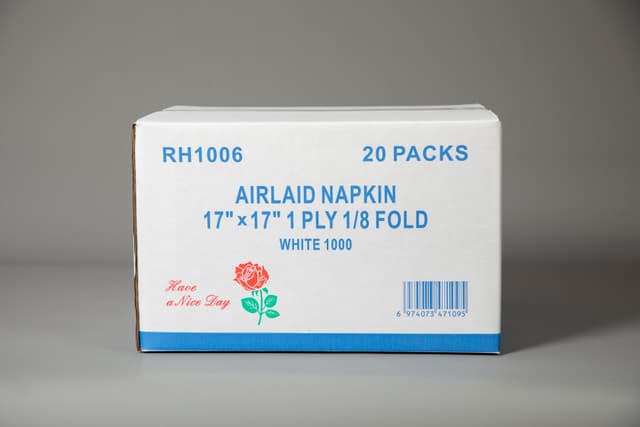 RH1006
20 PACKS
AIRLAID NAPKIN
17" × 17" 1 PLY 1/8 FOLD
WHITE 1000
Have
a Nice Day
6 974073 471095